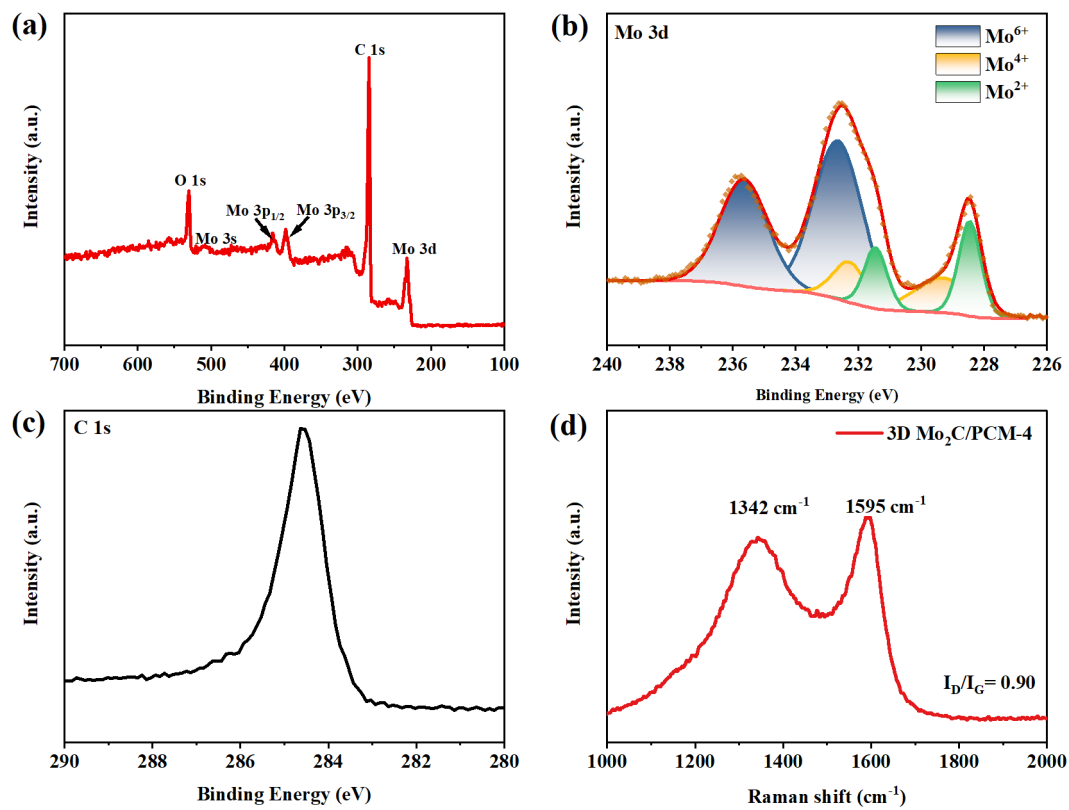 (a)
C 1s
O 1s
Mo 3s
Mo 3p1/2
Mo 3p3/2
Mo 3d
Intensity (a.u.)
700 600 500 400 300 200 100
Binding Energy (eV)
(b)
Mo 3d
Mo⁶⁺
Mo⁴⁺
Mo²⁺
Intensity (a.u.)
240 238 236 234 232 230 228 226
Binding Energy (eV)
(c)
C 1s
Intensity (a.u.)
290 288 286 284 282 280
Binding Energy (eV)
(d)
3D Mo₂C/PCM-4
1342 cm⁻¹
1595 cm⁻¹
I_D/I_G= 0.90
Intensity (a.u.)
1000 1200 1400 1600 1800 2000
Raman shift (cm⁻¹)